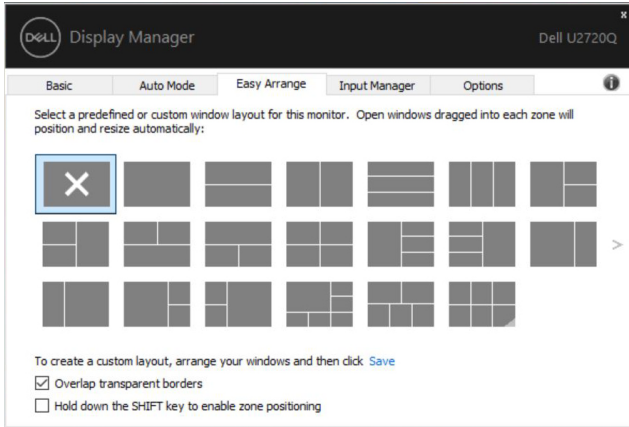 x
DELL Display Manager Dell U2720Q
Basic Auto Mode Easy Arrange Input Manager Options
Select a predefined or custom window layout for this monitor. Open windows dragged into each zone will
position and resize automatically:
To create a custom layout, arrange your windows and then click Save
Overlap transparent borders
Hold down the SHIFT key to enable zone positioning